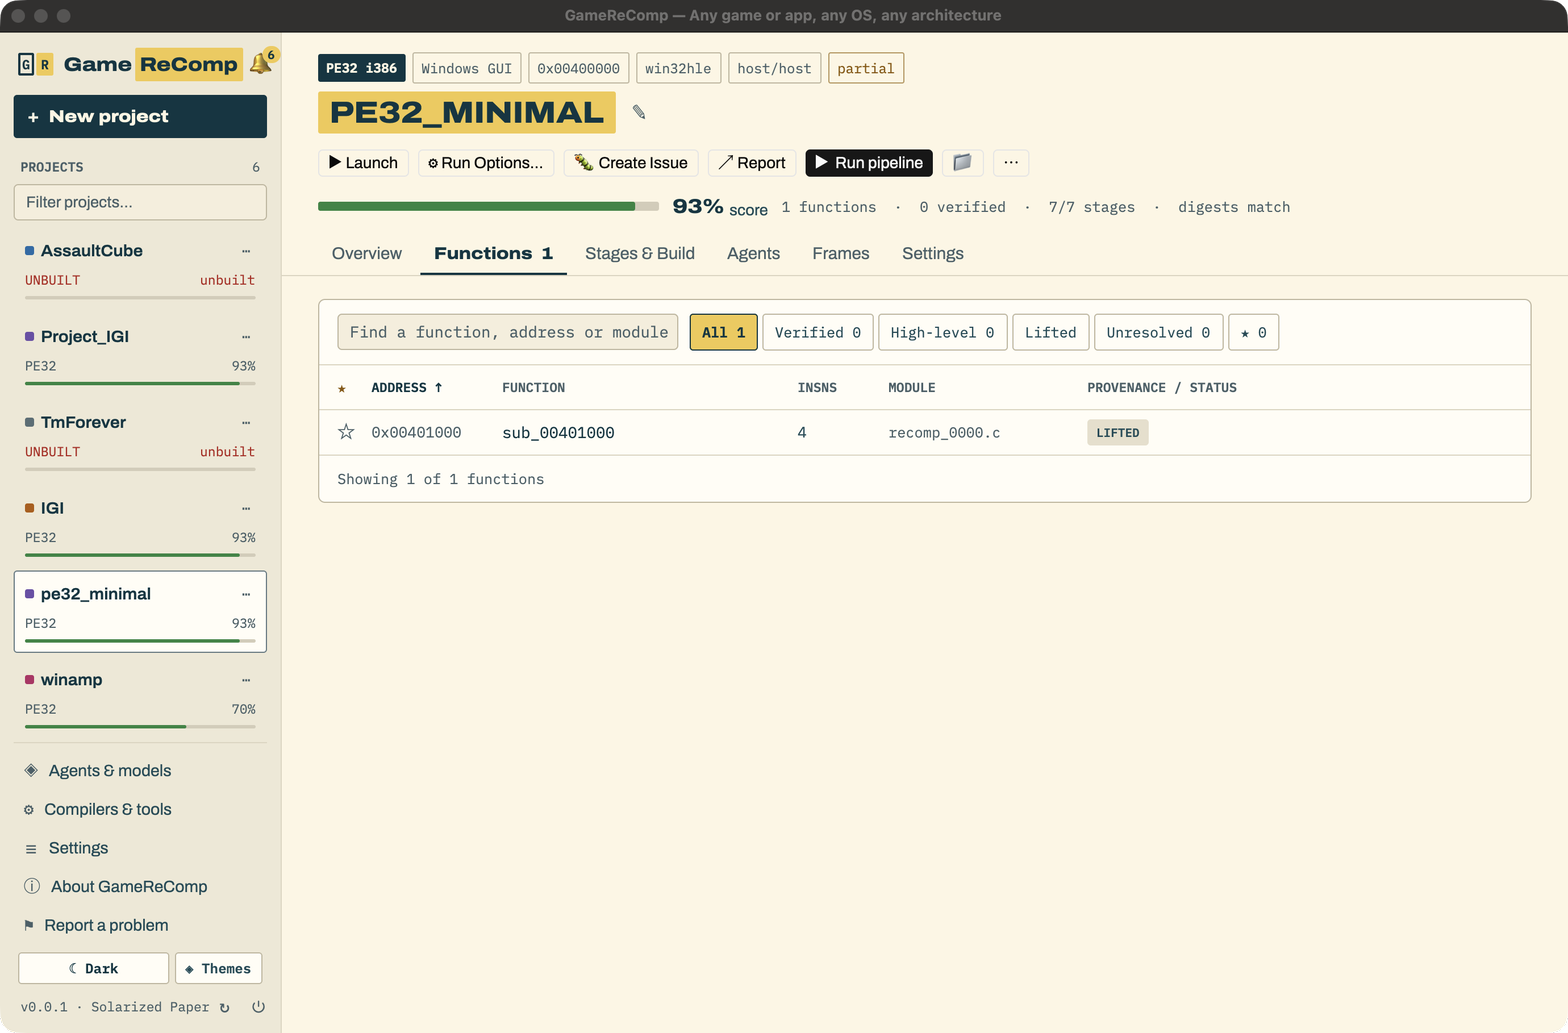 GameReComp — Any game or app, any OS, any architecture
G R Game ReComp 6
+ New project
PROJECTS 6
Filter projects...
AssaultCube ...
UNBUILT unbuilt
Project_IGI ...
PE32 93%
TmForever ...
UNBUILT unbuilt
IGI ...
PE32 93%
pe32_minimal ...
PE32 93%
winamp ...
PE32 70%
Agents & models
Compilers & tools
Settings
About GameReComp
Report a problem
Dark Themes
v0.0.1 · Solarized Paper
PE32 i386 Windows GUI 0x00400000 win32hle host/host partial
PE32_MINIMAL
Launch Run Options... Create Issue Report Run pipeline ...
93% score 1 functions · 0 verified · 7/7 stages · digests match
Overview Functions 1 Stages & Build Agents Frames Settings
Find a function, address or module All 1 Verified 0 High-level 0 Lifted Unresolved 0 ★ 0
★ ADDRESS ↑ FUNCTION INSNS MODULE PROVENANCE / STATUS
☆ 0x00401000 sub_00401000 4 recomp_0000.c LIFTED
Showing 1 of 1 functions